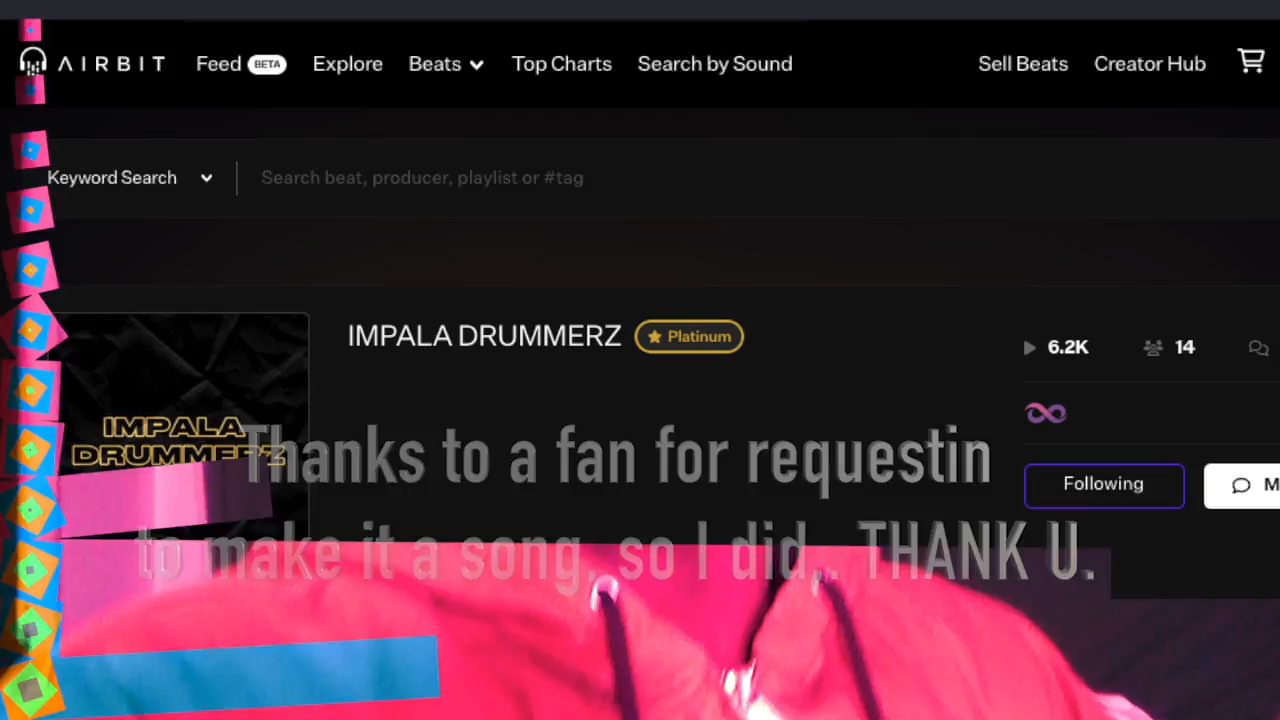 AIRBIT Feed BETA Explore Beats Top Charts Search by Sound Sell Beats Creator Hub
Keyword Search Search beat, producer, playlist or #tag
IMPALA DRUMMERZ Platinum 6.2K 14
IMPALA
DRUMMERZ
Thanks to a fan for requestin
Following M
to make it a song, so I did,. THANK U.